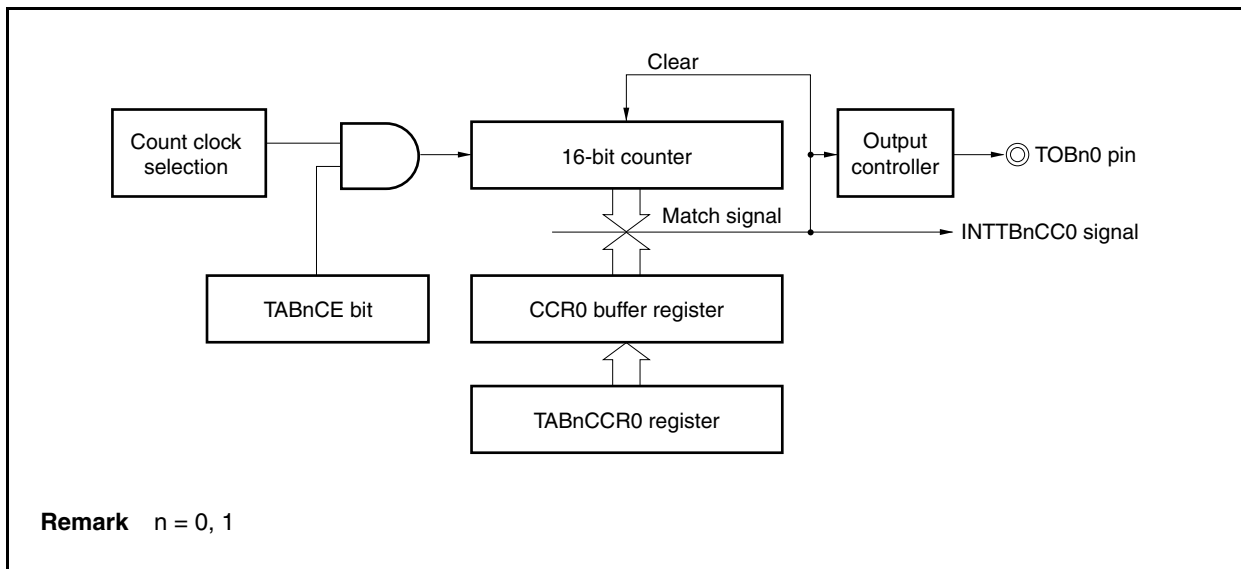 Clear
Count clock
selection
16-bit counter
Output
controller
TOBn0 pin
Match signal
INTTBnCC0 signal
TABnCE bit
CCR0 buffer register
TABnCCR0 register
Remark n = 0, 1